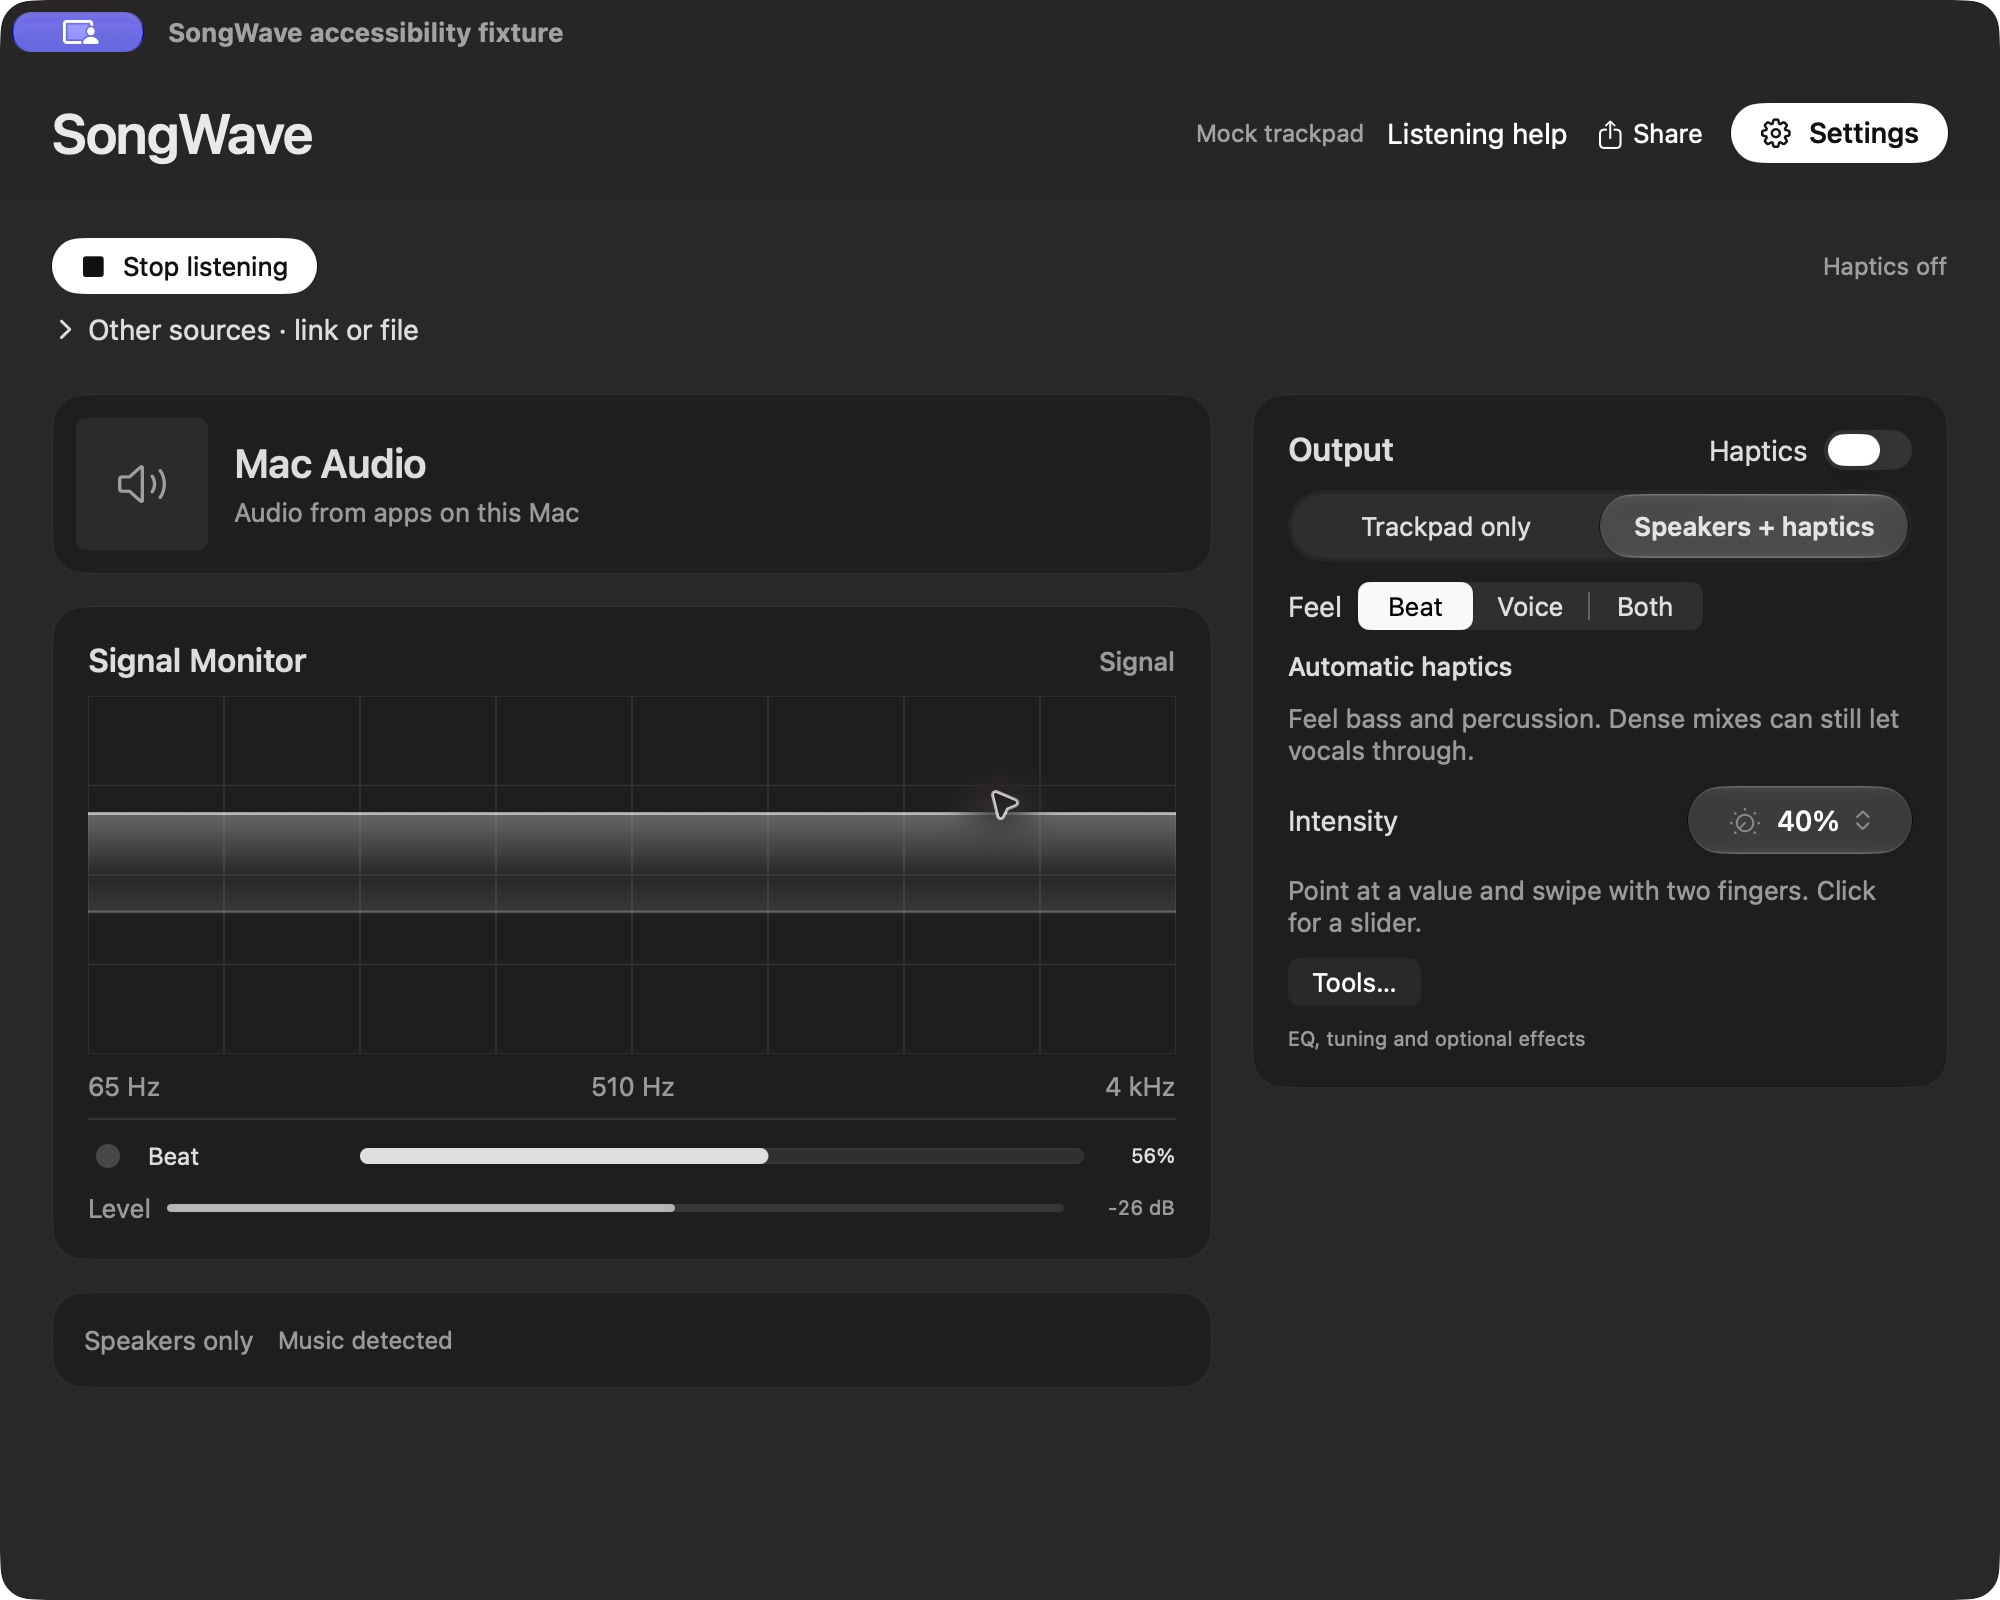 SongWave accessibility fixture
SongWave
Mock trackpad Listening help Share Settings
Stop listening
Haptics off
Other sources · link or file
Mac Audio
Audio from apps on this Mac
Signal Monitor
Signal
65 Hz 510 Hz 4 kHz
Beat 56%
Level -26 dB
Speakers only Music detected
Output
Haptics
Trackpad only Speakers + haptics
Feel Beat Voice Both
Automatic haptics
Feel bass and percussion. Dense mixes can still let
vocals through.
Intensity 40%
Point at a value and swipe with two fingers. Click
for a slider.
Tools...
EQ, tuning and optional effects